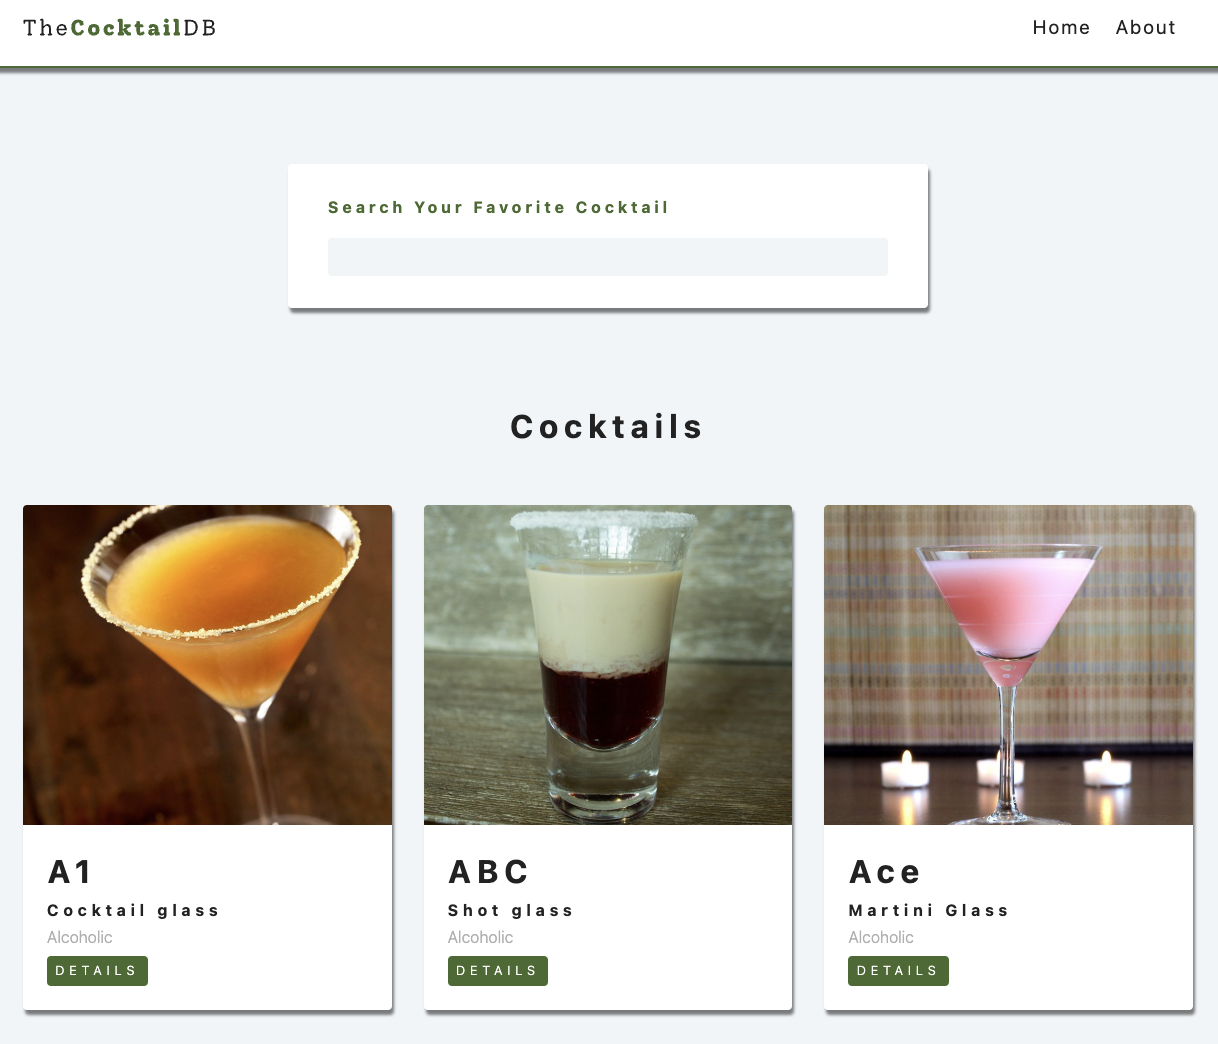 TheCocktailDB
Home About
Search Your Favorite Cocktail
Cocktails
A1
Cocktail glass
Alcoholic
DETAILS
ABC
Shot glass
Alcoholic
DETAILS
Ace
Martini Glass
Alcoholic
DETAILS